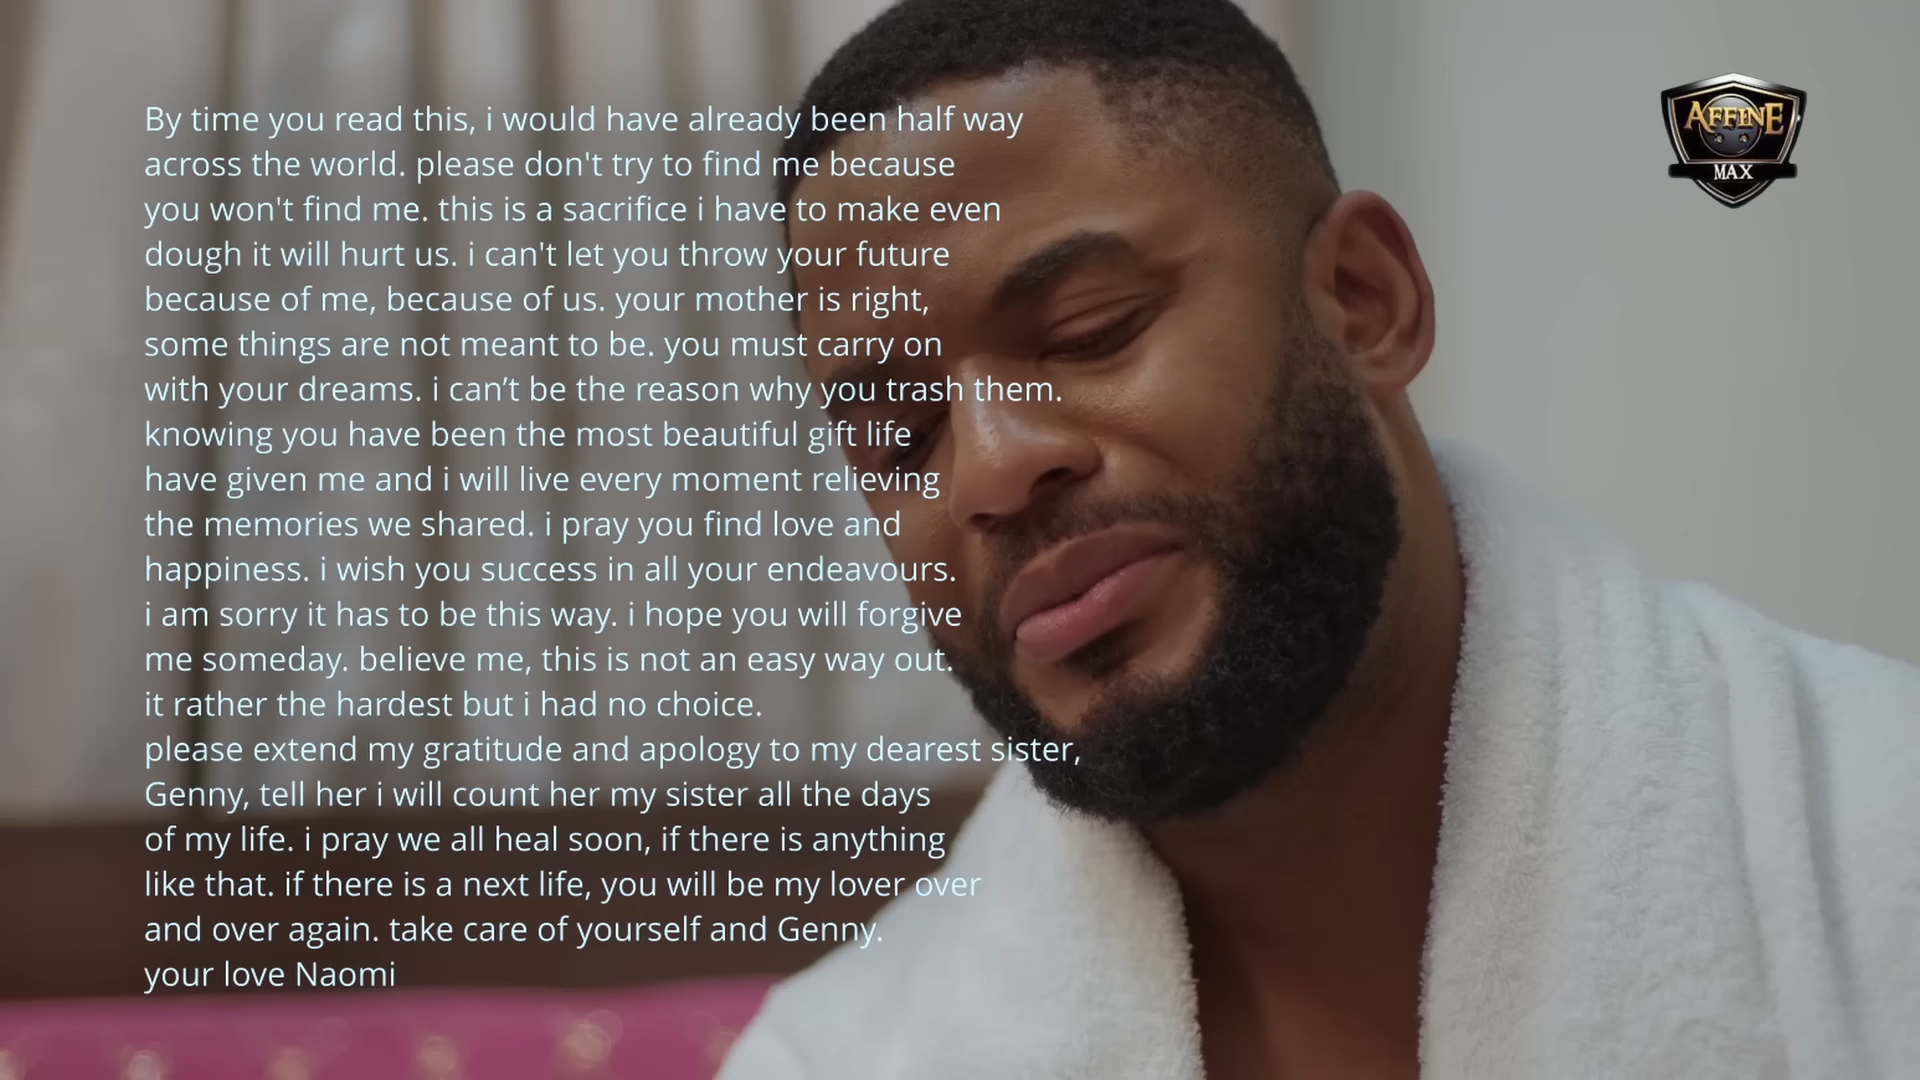 By time you read this, i would have already been half way
across the world. please don't try to find me because
you won't find me. this is a sacrifice i have to make even
dough it will hurt us. i can't let you throw your future
because of me, because of us. your mother is right,
some things are not meant to be. you must carry on
with your dreams. i can’t be the reason why you trash them.
knowing you have been the most beautiful gift life
have given me and i will live every moment relieving
the memories we shared. i pray you find love and
happiness. i wish you success in all your endeavours.
i am sorry it has to be this way. i hope you will forgive
me someday. believe me, this is not an easy way out.
it rather the hardest but i had no choice.
please extend my gratitude and apology to my dearest sister,
Genny, tell her i will count her my sister all the days
of my life. i pray we all heal soon, if there is anything
like that. if there is a next life, you will be my lover over
and over again. take care of yourself and Genny.
your love Naomi
AFFINE
MAX